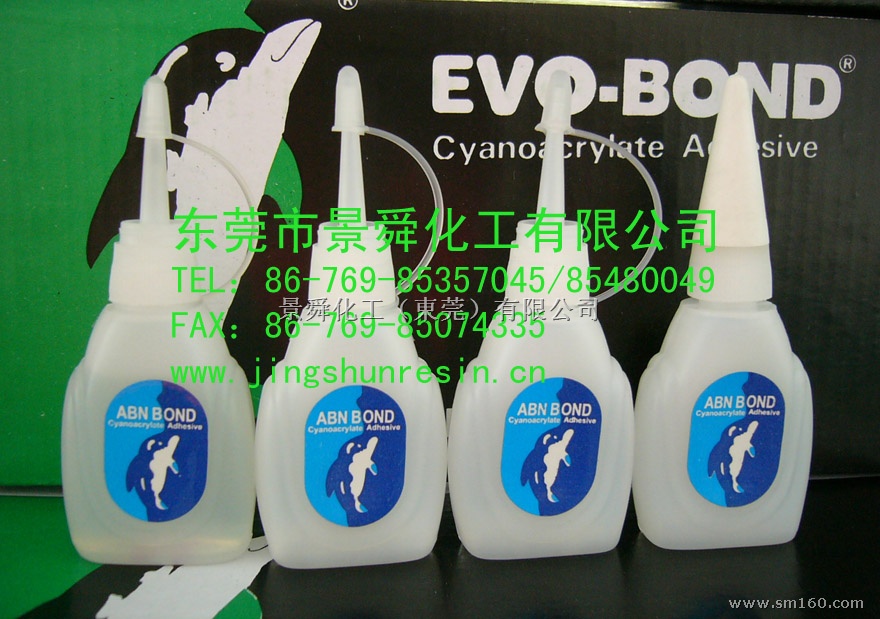 ®
EVO-BOND®
Cyanoacrylate Adhesive
东莞市景舜化工有限公司
TEL：86-769-85357045/85480049
景舜化工（東莞）有限公司
FAX：86-769-85074335
www.jingshunresin.cn
ABN BOND
Cyanoacrylate Adhesive
ABN BOND
Cyanoacrylate Adhesive
ABN BOND
Cyanoacrylate Adhesive
ABN BOND
Cyanoacrylate Adhesive
www.sm160.com